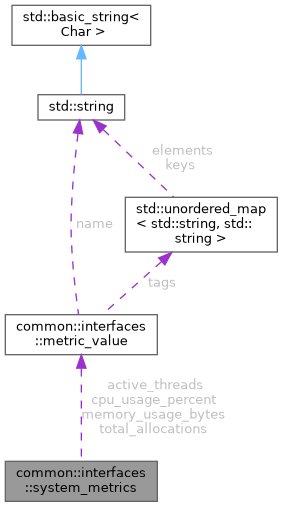 std::basic_string<
Char >
std::string
elements
keys
name
std::unordered_map
< std::string, std::
string >
tags
common::interfaces
::metric_value
active_threads
cpu_usage_percent
memory_usage_bytes
total_allocations
common::interfaces
::system_metrics